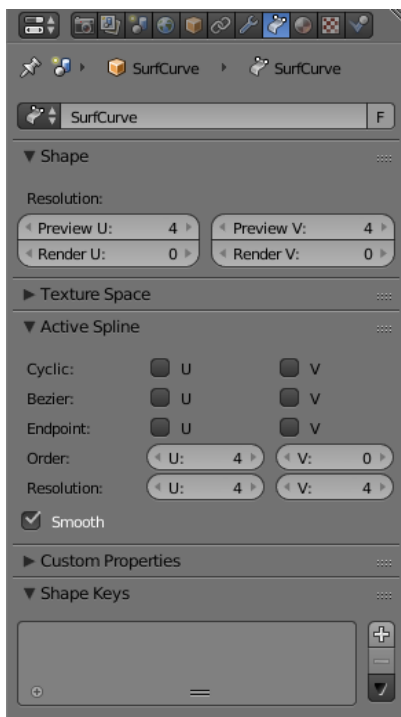 SurfCurve SurfCurve
SurfCurve F
Shape
Resolution:
Preview U: 4 Preview V: 4
Render U: 0 Render V: 0
Texture Space
Active Spline
Cyclic: U V
Bezier: U V
Endpoint: U V
Order: U: 4 V: 0
Resolution: U: 4 V: 4
Smooth
Custom Properties
Shape Keys